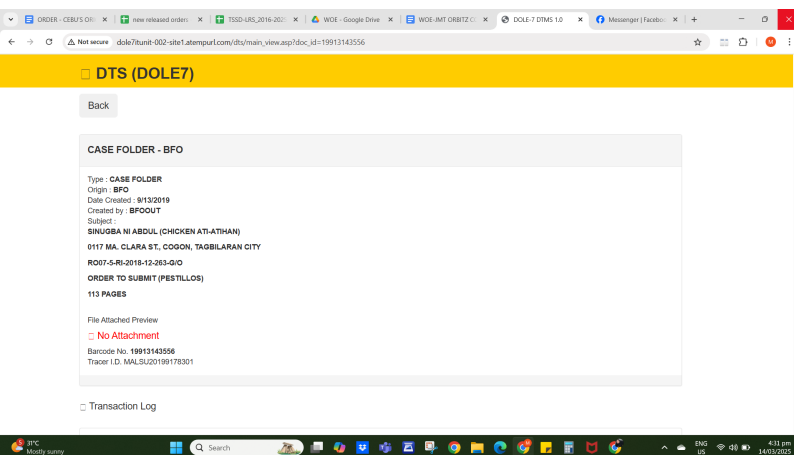 ORDER - CEBU'S OR
new released orders
TSSD-LRS_2016-202
WOE - Google Drive
WOE-JMT ORBITZ C
DOLE-7 DTMS 1.0
Messenger | Facebo
Not secure
dole7itunit-002-site1.atempurl.com/dts/main_view.asp?doc_id=19913143556
M
DTS (DOLE7)
Back
CASE FOLDER - BFO
Type : CASE FOLDER
Origin : BFO
Date Created : 9/13/2019
Created by : BFOOUT
Subject :
SINUGBA NI ABDUL (CHICKEN ATI-ATIHAN)
0117 MA. CLARA ST., COGON, TAGBILARAN CITY
RO07-5-RI-2018-12-263-G/O
ORDER TO SUBMIT (PESTILLOS)
113 PAGES
File Attached Preview
No Attachment
Barcode No. 19913143556
Tracer I.D. MALSU20199178301
Transaction Log
5
31°C
Mostly sunny
Search
ENG
US
4:31 pm
14/03/2025